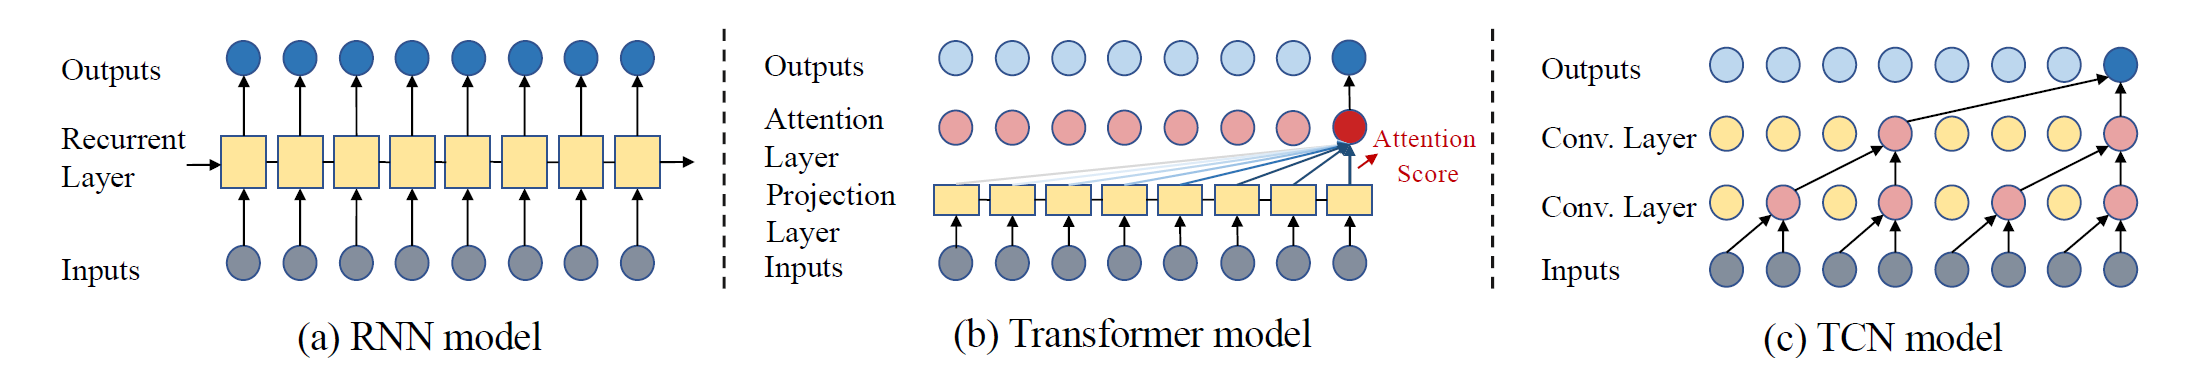 Outputs
Recurrent
Layer
Inputs
(a) RNN model
Outputs
Attention
Layer
Projection
Layer
Inputs
Attention
Score
(b) Transformer model
Outputs
Conv. Layer
Conv. Layer
Inputs
(c) TCN model